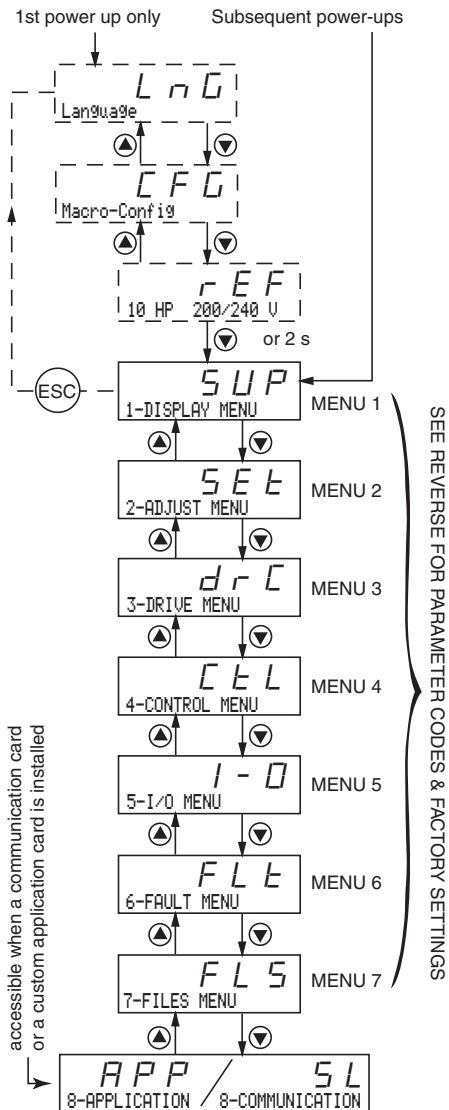 1st power up only
Subsequent power-ups
LnG
Language
CFG
Macro-Config
rEF
10 HP 200/240 V
or 2 s
ESC
SUP
1-DISPLAY MENU
MENU 1
SEt
2-ADJUST MENU
MENU 2
drC
3-DRIVE MENU
MENU 3
CtL
4-CONTROL MENU
MENU 4
I-O
5-I/O MENU
MENU 5
FLt
6-FAULT MENU
MENU 6
FLS
7-FILES MENU
MENU 7
APP / SL
8-APPLICATION / 8-COMMUNICATION
SEE REVERSE FOR PARAMETER CODES & FACTORY SETTINGS
accessible when a communication card
or a custom application card is installed